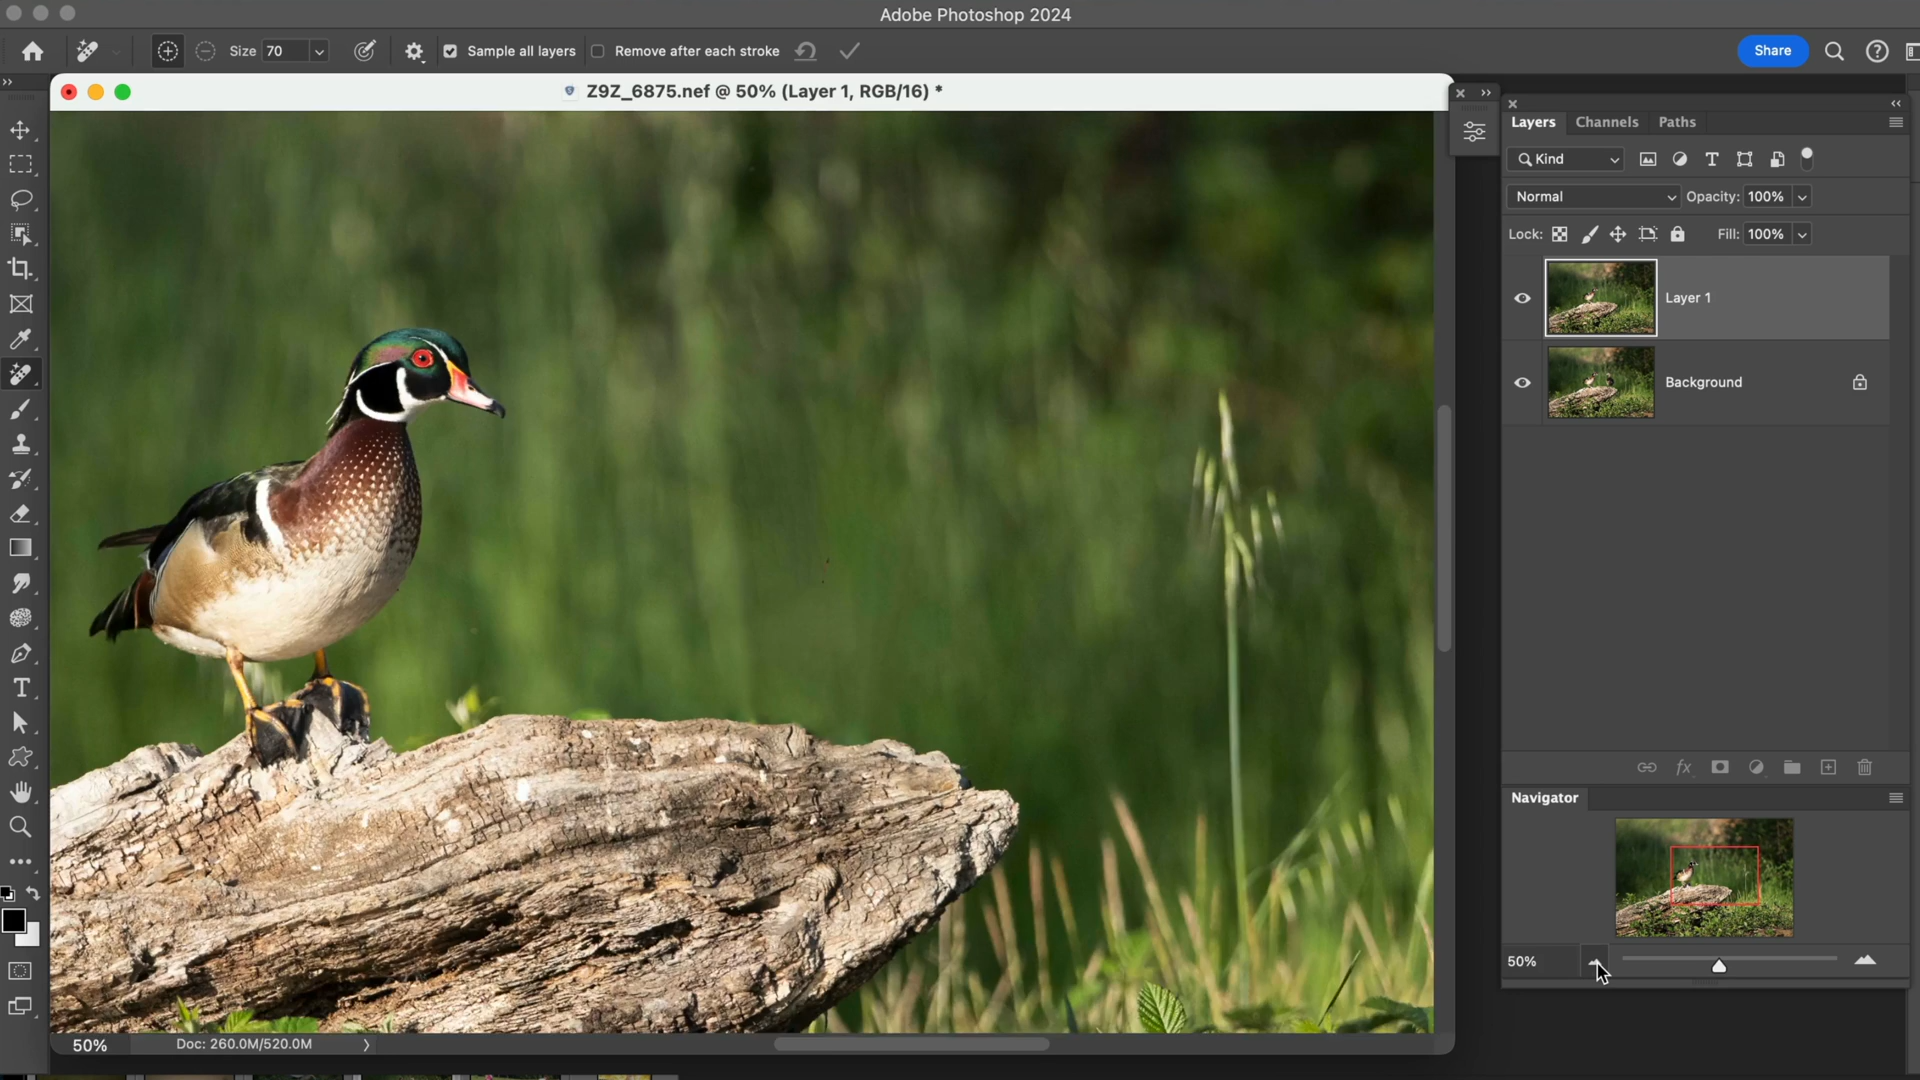 Adobe Photoshop 2024
Size 70 Sample all layers Remove after each stroke Share
Z9Z_6875.nef @ 50% (Layer 1, RGB/16) *
Layers Channels Paths
Kind
Normal Opacity: 100%
Lock: Fill: 100%
Layer 1
Background
Navigator
50%
50% Doc: 260.0M/520.0M